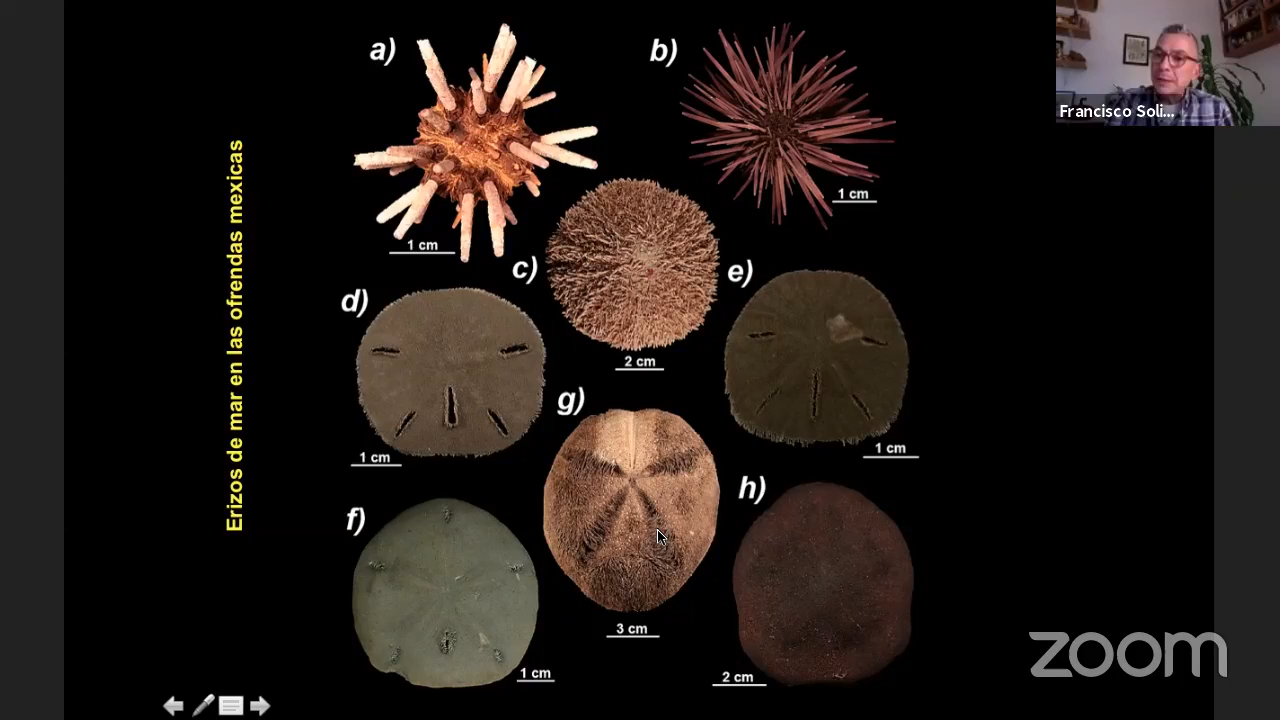 a)
b)
Francisco Soli...
Erizos de mar en las ofrendas mexicas
1 cm
1 cm
c)
e)
d)
2 cm
g)
1 cm
1 cm
f)
h)
3 cm
1 cm
2 cm
zoom